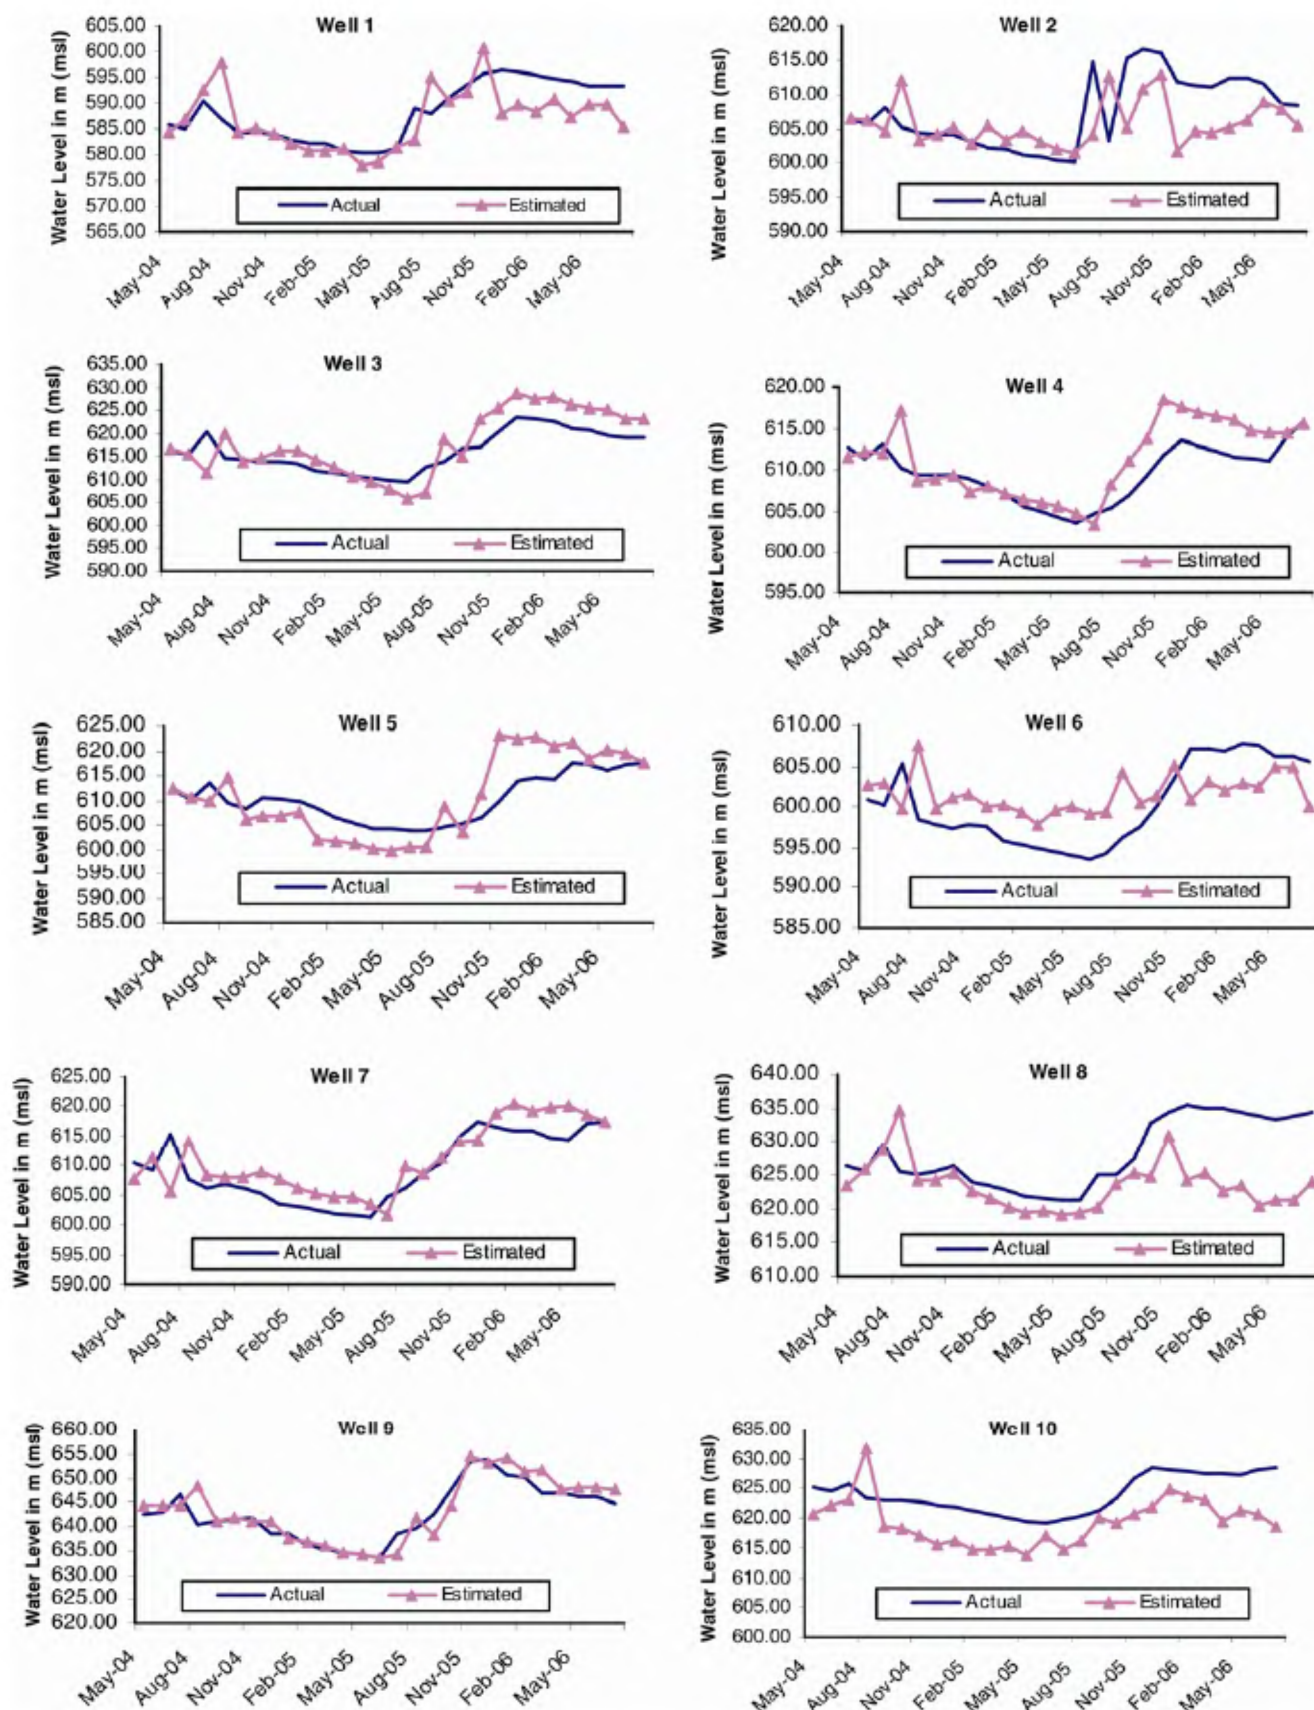 Well 1
Water Level in m (msl)
605.00
600.00
595.00
590.00
585.00
580.00
575.00
570.00
565.00
Actual Estimated
May-04 Aug-04 Nov-04 Feb-05 May-05 Aug-05 Nov-05 Feb-06 May-06
Well 2
Water Level in m (msl)
620.00
615.00
610.00
605.00
600.00
595.00
590.00
Actual Estimated
May-04 Aug-04 Nov-04 Feb-05 May-05 Aug-05 Nov-05 Feb-06 May-06
Well 3
Water Level in m (msl)
635.00
630.00
625.00
620.00
615.00
610.00
605.00
600.00
595.00
590.00
Actual Estimated
May-04 Aug-04 Nov-04 Feb-05 May-05 Aug-05 Nov-05 Feb-06 May-06
Well 4
Water Level in m (msl)
620.00
615.00
610.00
605.00
600.00
595.00
Actual Estimated
May-04 Aug-04 Nov-04 Feb-05 May-05 Aug-05 Nov-05 Feb-06 May-06
Well 5
Water Level in m (msl)
625.00
620.00
615.00
610.00
605.00
600.00
595.00
590.00
585.00
Actual Estimated
May-04 Aug-04 Nov-04 Feb-05 May-05 Aug-05 Nov-05 Feb-06 May-06
Well 6
Water Level in m (msl)
610.00
605.00
600.00
595.00
590.00
585.00
Actual Estimated
May-04 Aug-04 Nov-04 Feb-05 May-05 Aug-05 Nov-05 Feb-06 May-06
Well 7
Water Level in m (msl)
625.00
620.00
615.00
610.00
605.00
600.00
595.00
590.00
Actual Estimated
May-04 Aug-04 Nov-04 Feb-05 May-05 Aug-05 Nov-05 Feb-06 May-06
Well 8
Water Level in m (msl)
640.00
635.00
630.00
625.00
620.00
615.00
610.00
Actual Estimated
May-04 Aug-04 Nov-04 Feb-05 May-05 Aug-05 Nov-05 Feb-06 May-06
Well 9
Water Level in m (msl)
660.00
655.00
650.00
645.00
640.00
635.00
630.00
625.00
620.00
Actual Estimated
May-04 Aug-04 Nov-04 Feb-05 May-05 Aug-05 Nov-05 Feb-06 May-06
Well 10
Water Level in m (msl)
635.00
630.00
625.00
620.00
615.00
610.00
605.00
600.00
Actual Estimated
May-04 Aug-04 Nov-04 Feb-05 May-05 Aug-05 Nov-05 Feb-06 May-06